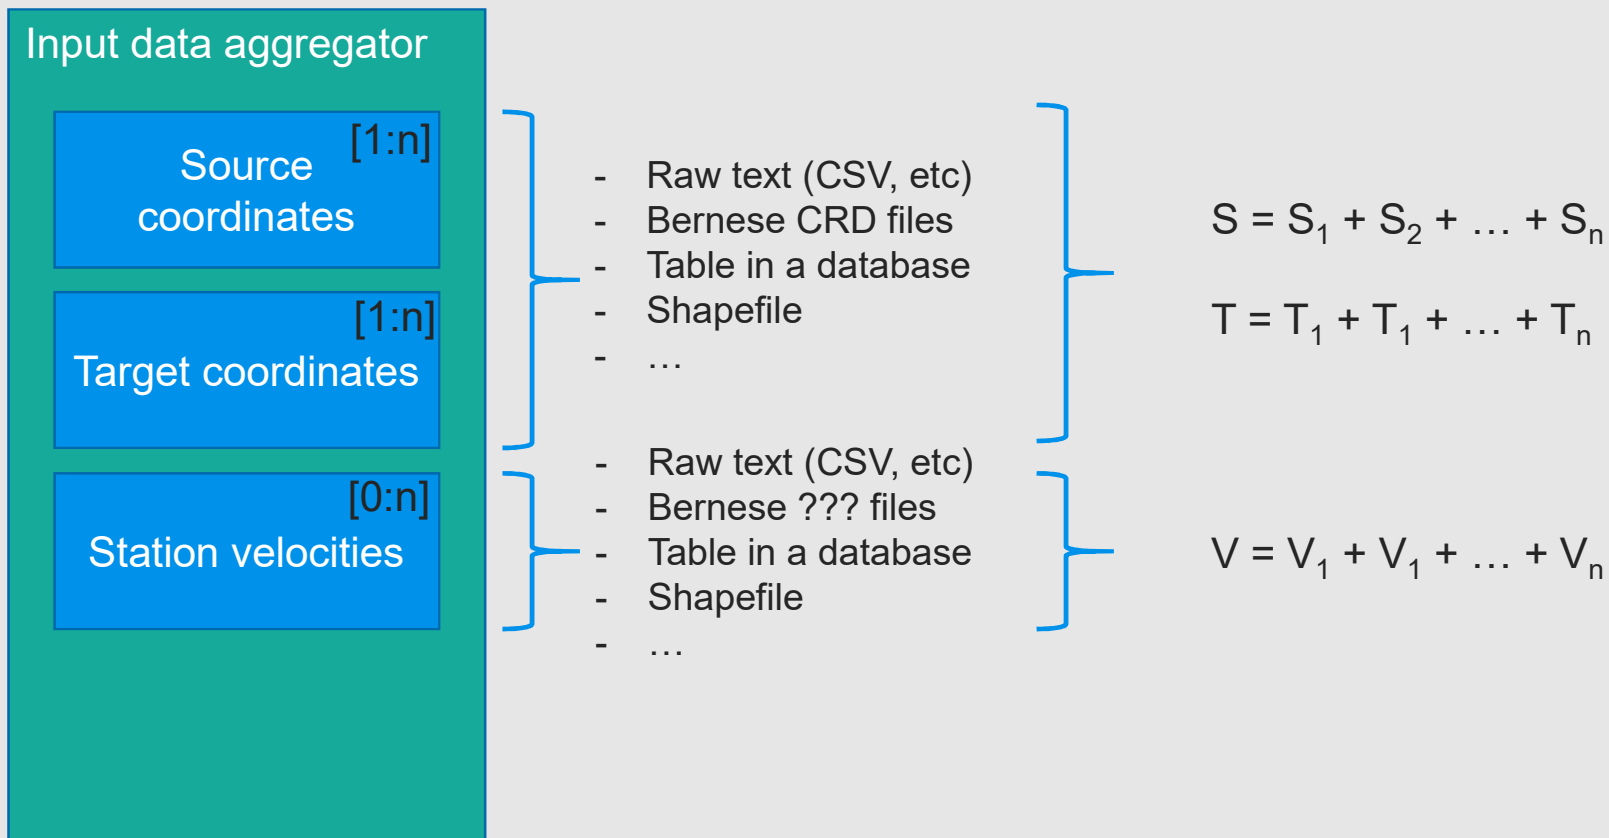 Input data aggregator
[1:n]
Source
coordinates
[1:n]
Target coordinates
[0:n]
Station velocities
- Raw text (CSV, etc)
- Bernese CRD files
- Table in a database
- Shapefile
- …
- Raw text (CSV, etc)
- Bernese ??? files
- Table in a database
- Shapefile
- …
S = S₁ + S₂ + … + Sₙ
T = T₁ + T₁ + … + Tₙ
V = V₁ + V₁ + … + Vₙ